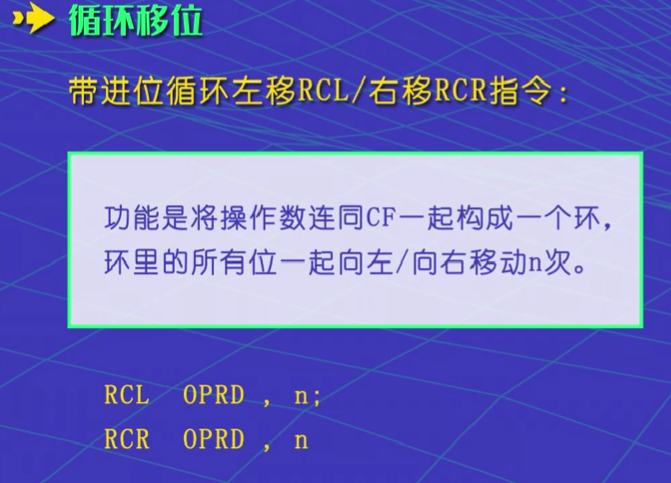 循环移位
带进位循环左移RCL/右移RCR指令:
功能是将操作数连同CF一起构成一个环,
环里的所有位一起向左/向右移动n次。
RCL OPRD , n;
RCR OPRD , n